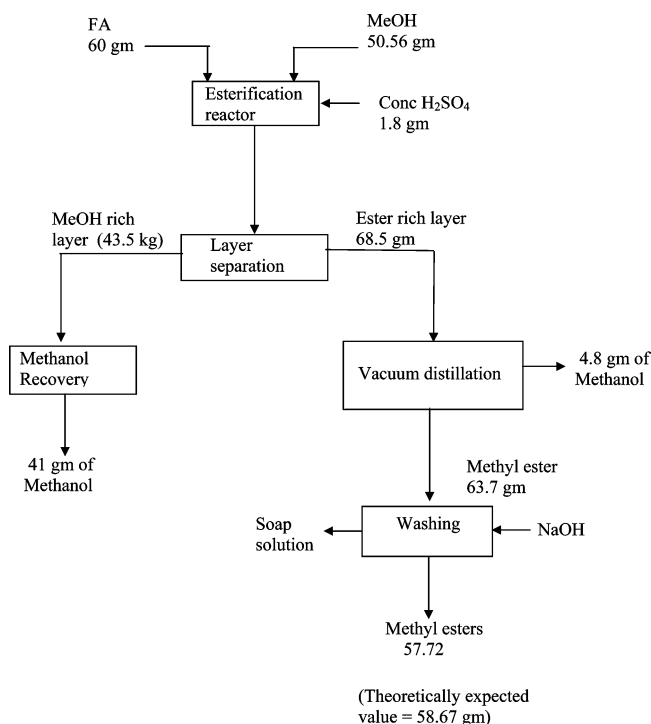 FA
60 gm
MeOH
50.56 gm
Esterification
reactor
Conc H₂SO₄
1.8 gm
MeOH rich
layer (43.5 kg)
Layer
separation
Ester rich layer
68.5 gm
Methanol
Recovery
Vacuum distillation
4.8 gm of
Methanol
41 gm of
Methanol
Methyl ester
63.7 gm
Soap
solution
Washing
NaOH
Methyl esters
57.72
(Theoretically expected
value = 58.67 gm)